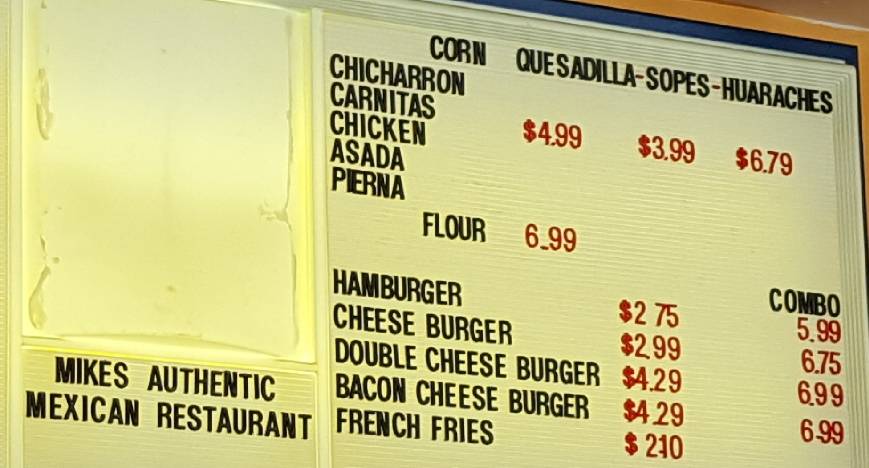 CORN QUESADILLA-SOPES-HUARACHES
CHICHARRON
CARNITAS
CHICKEN $4.99 $3.99 $6.79
ASADA
PIERNA
FLOUR 6.99
COMBO
HAMBURGER $2 75 5.99
CHEESE BURGER $2.99 6.75
DOUBLE CHEESE BURGER $4.29 6.99
BACON CHEESE BURGER $4.29 6.99
FRENCH FRIES $ 2.10
MIKES AUTHENTIC
MEXICAN RESTAURANT